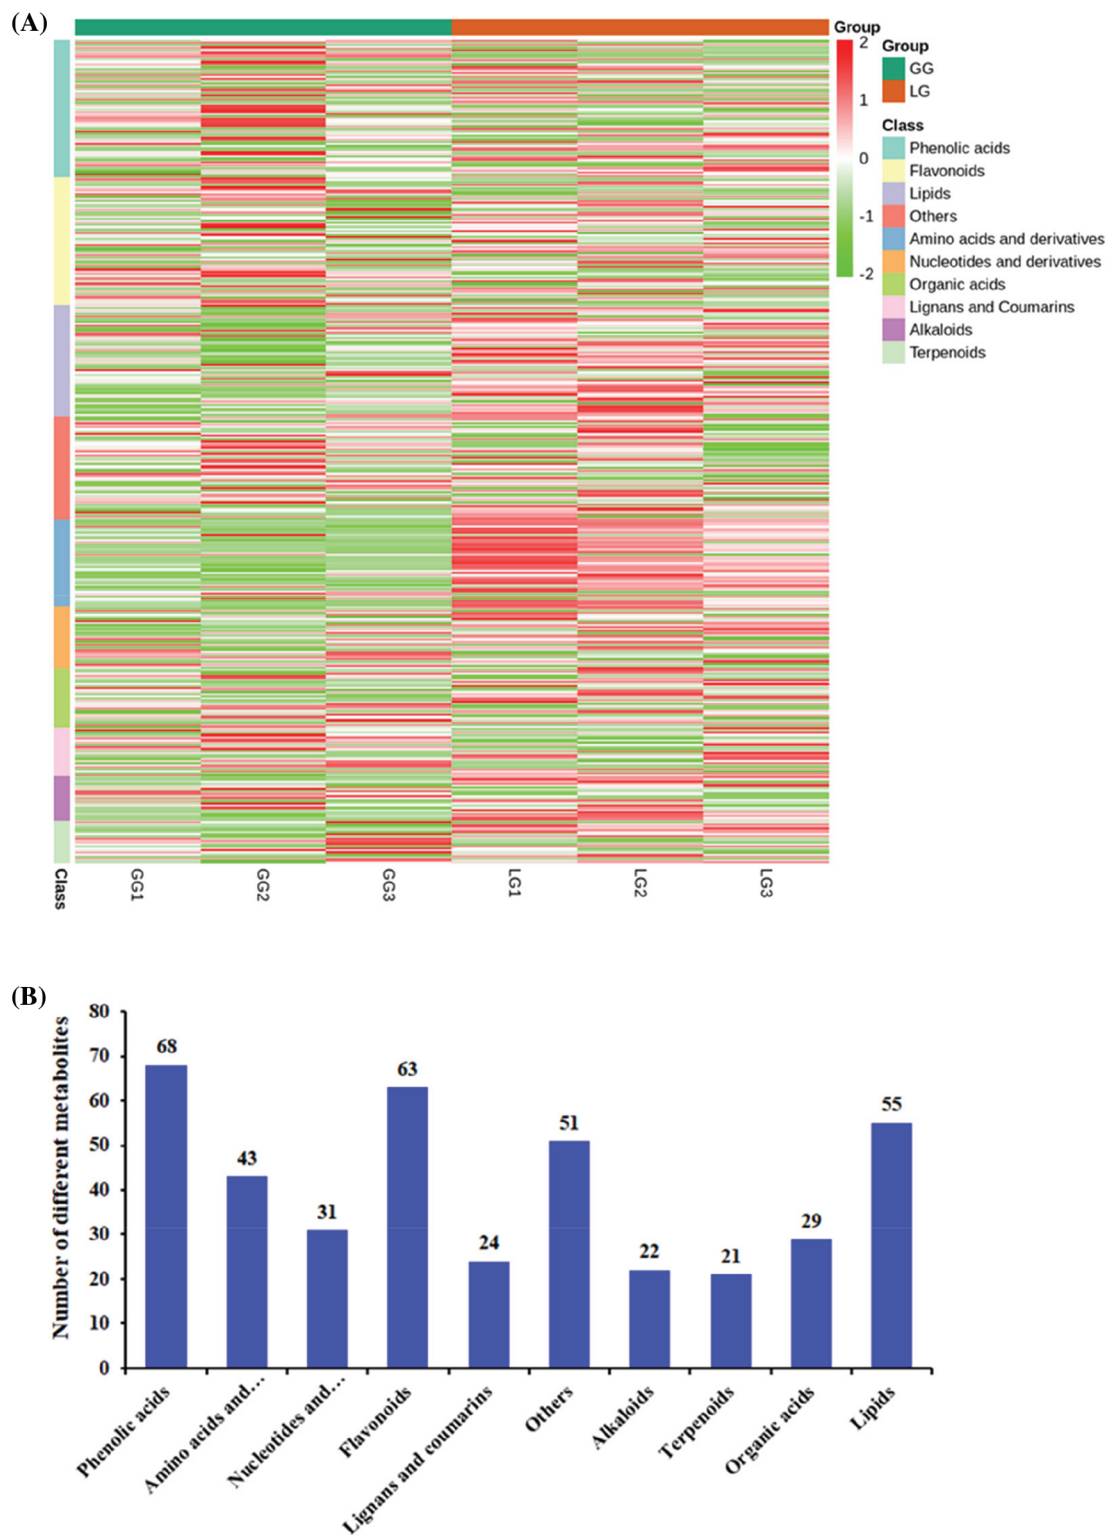 (A)
Group
2
1
0
-1
-2
Group
GG
LG
Class
Phenolic acids
Flavonoids
Lipids
Others
Amino acids and derivatives
Nucleotides and derivatives
Organic acids
Lignans and Coumarins
Alkaloids
Terpenoids
Class
GG1
GG2
GG3
LG1
LG2
LG3
(B)
Number of different metabolites
80
70
60
50
40
30
20
10
0
68
43
31
63
24
51
22
21
29
55
Phenolic acids
Amino acids and…
Nucleotides and…
Flavonoids
Lignans and coumarins
Others
Alkaloids
Terpenoids
Organic acids
Lipids